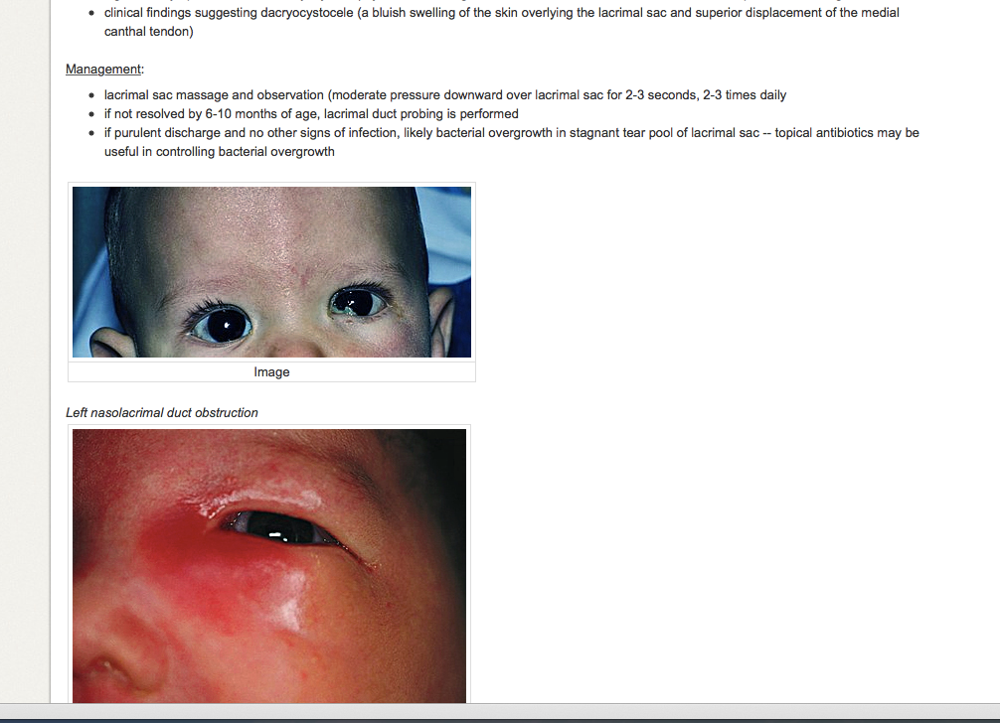 clinical findings suggesting dacryocystocele (a bluish swelling of the skin overlying the lacrimal sac and superior displacement of the medial
canthal tendon)
Management:
lacrimal sac massage and observation (moderate pressure downward over lacrimal sac for 2-3 seconds, 2-3 times daily
if not resolved by 6-10 months of age, lacrimal duct probing is performed
if purulent discharge and no other signs of infection, likely bacterial overgrowth in stagnant tear pool of lacrimal sac -- topical antibiotics may be
useful in controlling bacterial overgrowth
Image
Left nasolacrimal duct obstruction